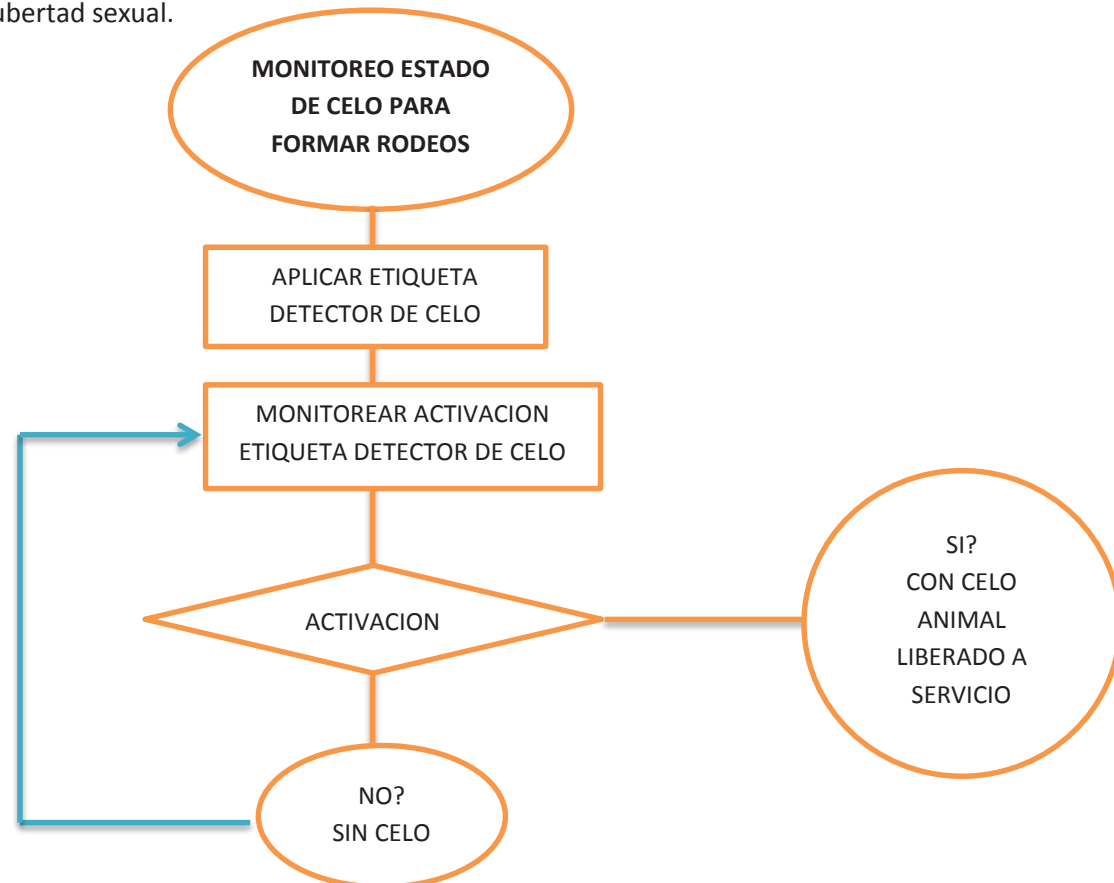 ubertad sexual.
MONITOREO ESTADO
DE CELO PARA
FORMAR RODEOS
APLICAR ETIQUETA
DETECTOR DE CELO
MONITOREAR ACTIVACION
ETIQUETA DETECTOR DE CELO
ACTIVACION
SI?
CON CELO
ANIMAL
LIBERADO A
SERVICIO
NO?
SIN CELO